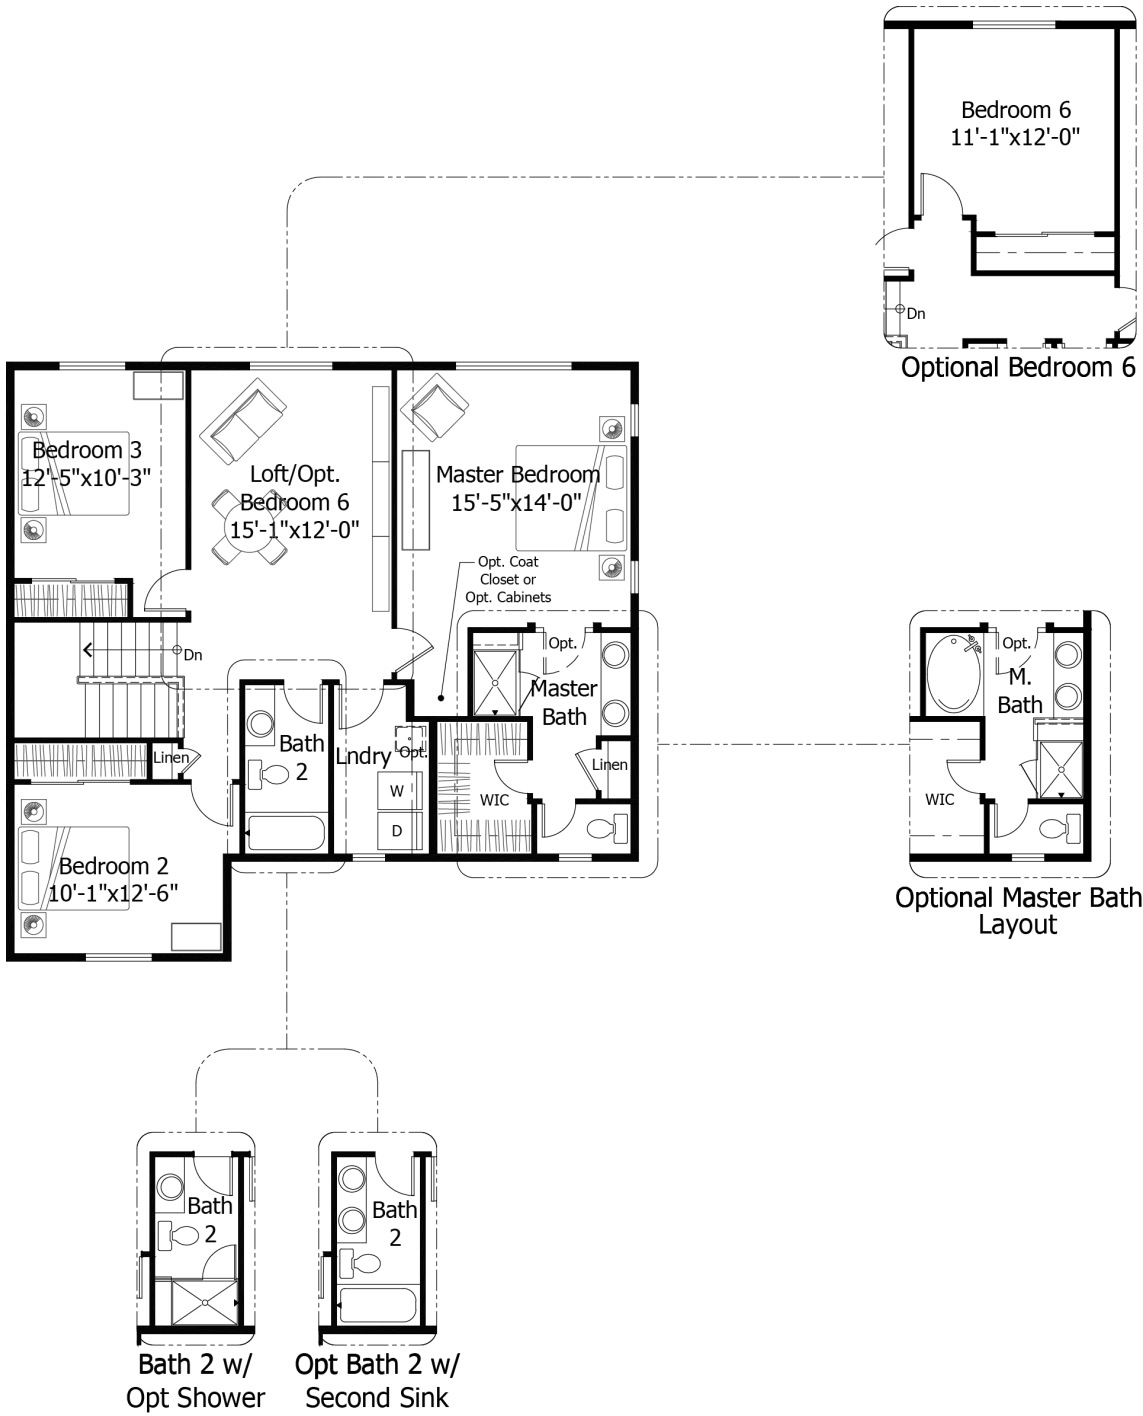 Bedroom 6
11'-1"x12'-0"
Dn
Optional Bedroom 6
Bedroom 3
12'-5"x10'-3"
Loft/Opt.
Bedroom 6
15'-1"x12'-0"
Master Bedroom
15'-5"x14'-0"
Opt. Coat
Closet or
Opt. Cabinets
Dn
Opt.
Master
Bath
Bath
2
Lndry
Opt.
W
D
WIC
Linen
Linen
Bedroom 2
10'-1"x12'-6"
Opt.
M.
Bath
WIC
Optional Master Bath
Layout
Bath
2
Bath 2 w/
Opt Shower
Bath
2
Opt Bath 2 w/
Second Sink